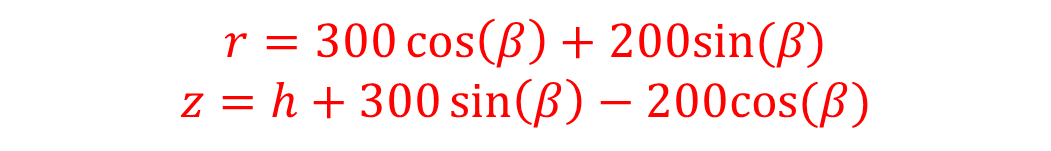 r = 300 cos(β) + 200sin(β)
z = h + 300 sin(β) − 200cos(β)